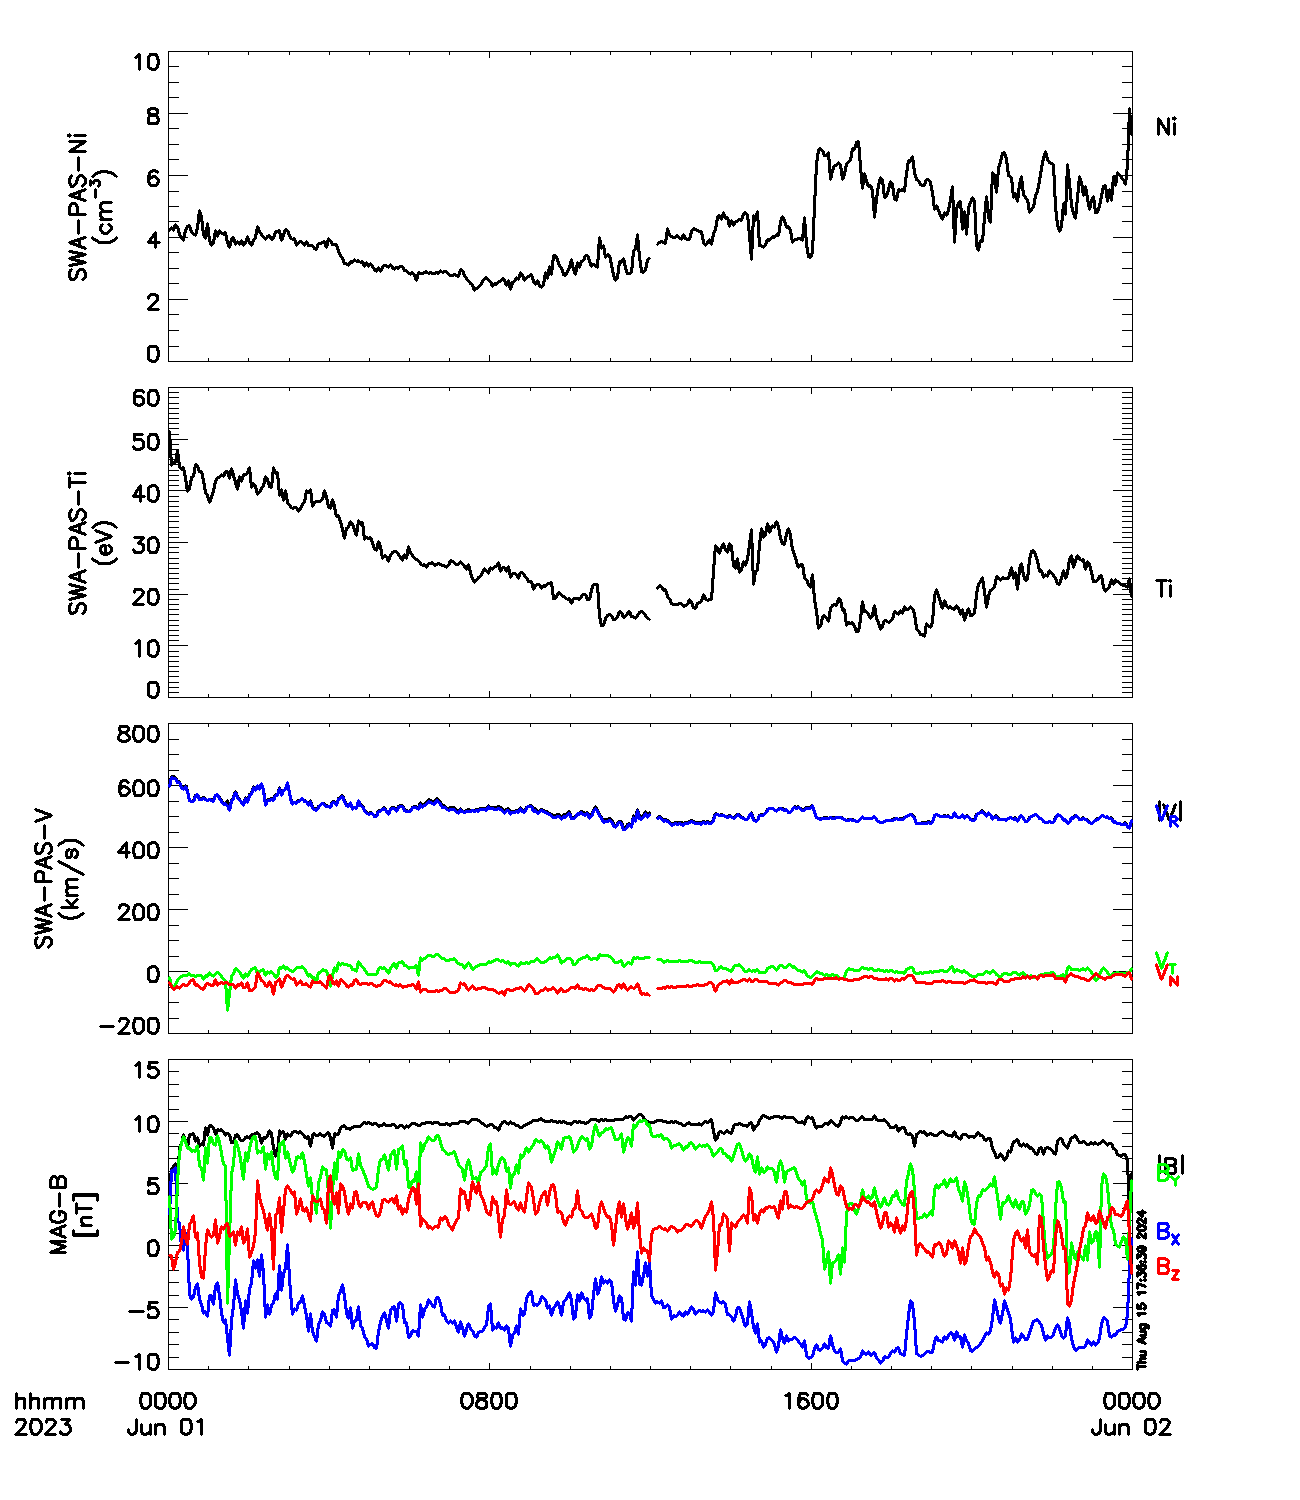 10
8
6
4
2
0
SWA-PAS-Ni
(cm-3)
Ni
60
50
40
30
20
10
0
SWA-PAS-Ti
(eV)
Ti
800
600
400
200
0
-200
SWA-PAS-V
(km/s)
|V|
VR
VT
VN
15
10
5
0
-5
-10
MAG-B
[nT]
|B|
BY
BX
BZ
Thu Aug 15 17:36:39 2024
hhmm 0000 0800 1600 0000
2023 Jun 01 Jun 02